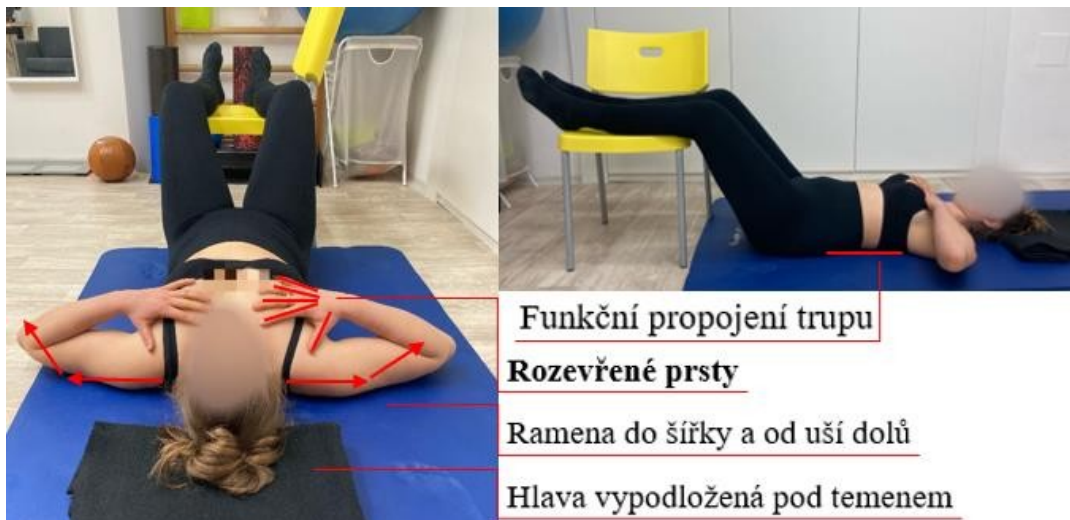 Funkční propojení trupu
Rozevřené prsty
Ramena do šířky a od uší dolů
Hlava vypodložená pod temenem